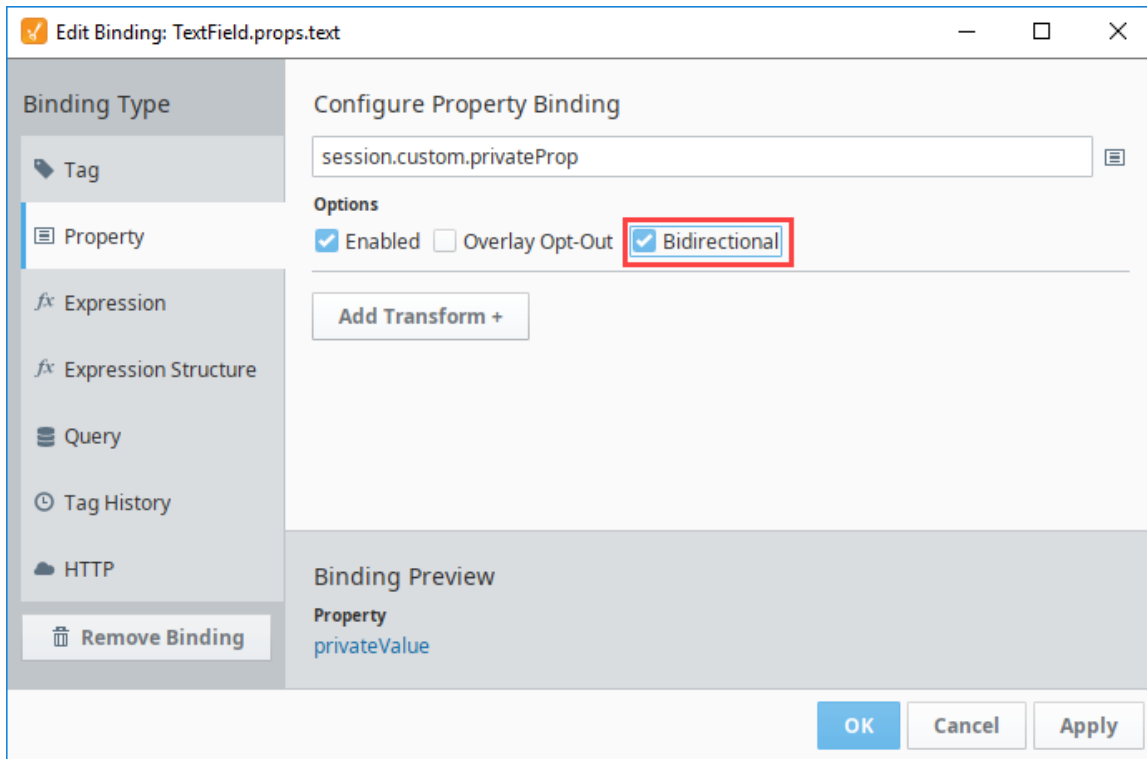 Edit Binding: TextField.props.text
Binding Type
Tag
Property
fx Expression
fx Expression Structure
Query
Tag History
HTTP
Remove Binding
Configure Property Binding
session.custom.privateProp
Options
Enabled Overlay Opt-Out Bidirectional
Add Transform +
Binding Preview
Property
privateValue
OK Cancel Apply